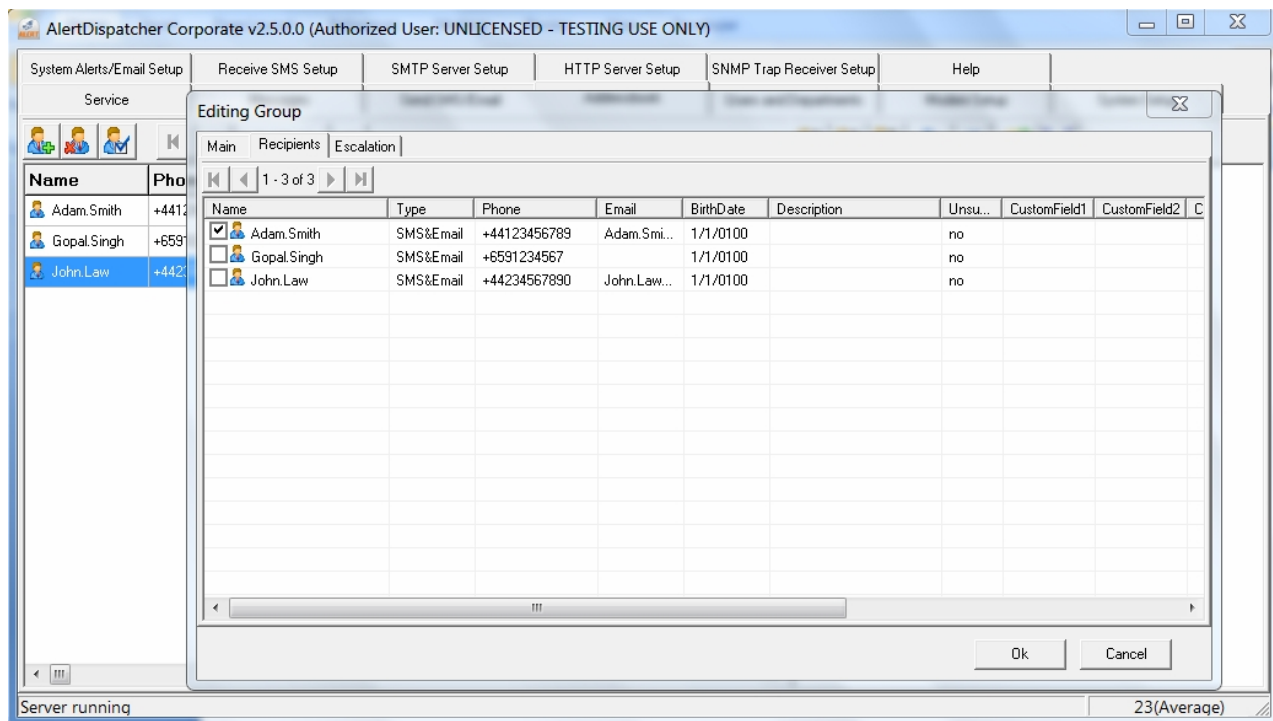 AlertDispatcher Corporate v2.5.0.0 (Authorized User: UNLICENSED - TESTING USE ONLY)
System Alerts/Email Setup Receive SMS Setup SMTP Server Setup HTTP Server Setup SNMP Trap Receiver Setup Help
Service
Editing Group
Main Recipients Escalation
1 - 3 of 3
Name Pho
Name Type Phone Email BirthDate Description Unsu... CustomField1 CustomField2 C
Adam.Smith +4412
Adam.Smith SMS&Email +44123456789 Adam.Smi... 1/1/0100 no
Gopal.Singh +659
Gopal.Singh SMS&Email +6591234567 1/1/0100 no
John.Law +442
John.Law SMS&Email +44234567890 John.Law... 1/1/0100 no
Ok Cancel
Server running 23(Average)